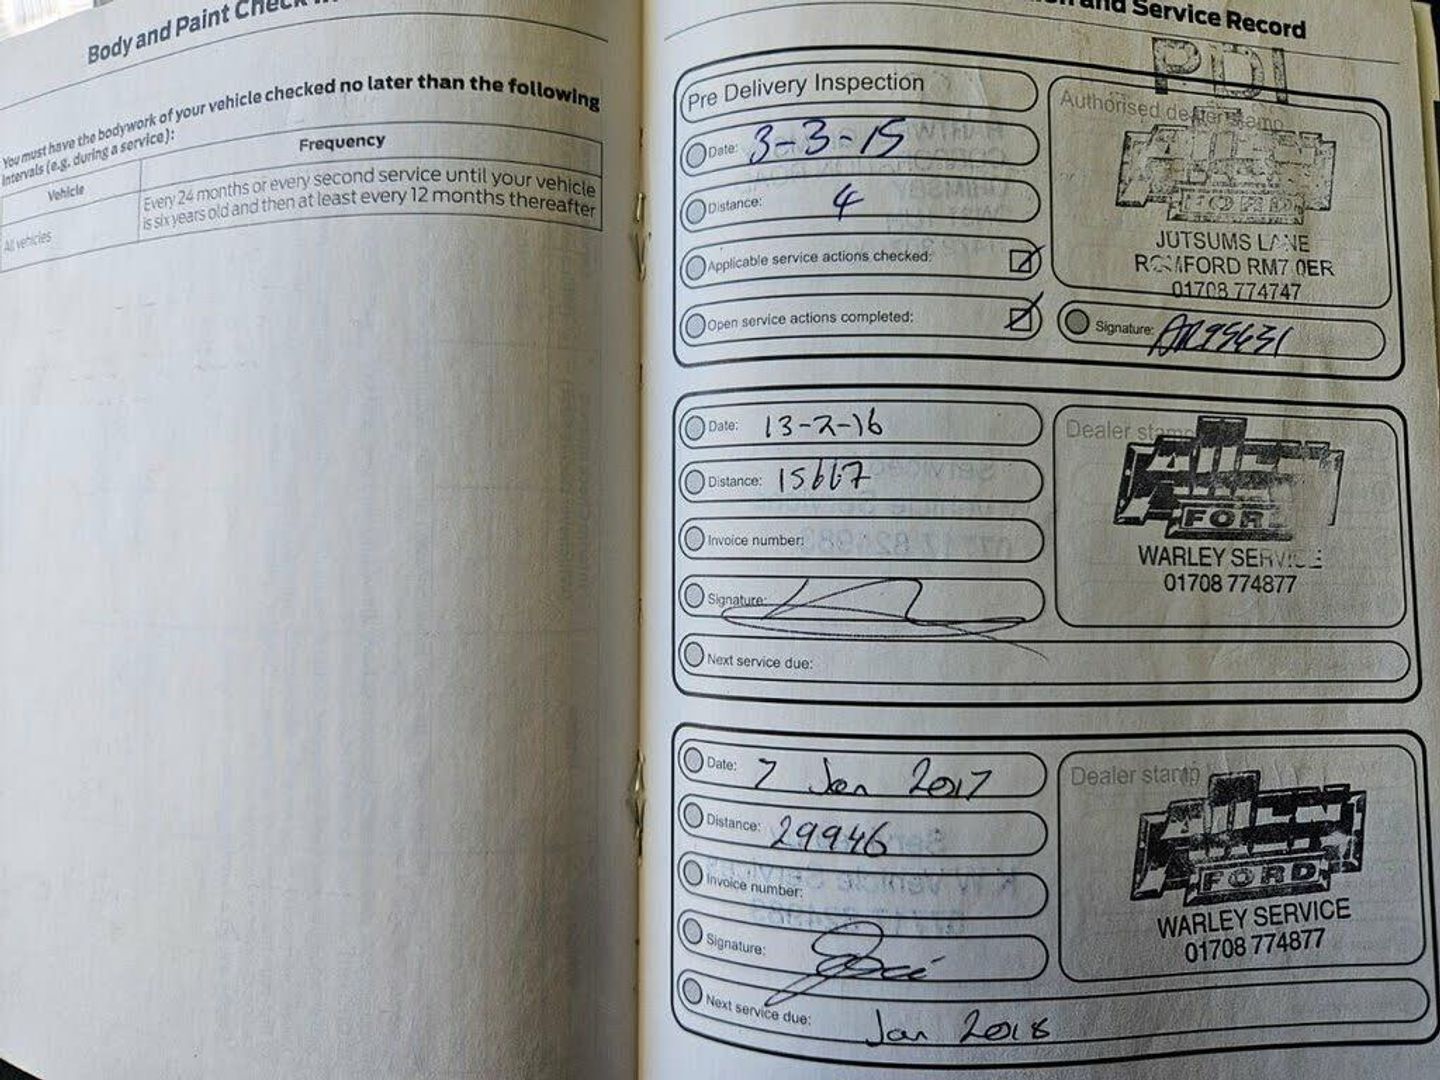 Body and Paint Check
You must have the bodywork of your vehicle checked no later than the following
intervals (e.g. during a service):
Vehicle
Frequency
All vehicles
Every 24 months or every second service until your vehicle
is six years old and then at least every 12 months thereafter
and Service Record
PDI
Pre Delivery Inspection
Authorised dealer stamp
Date: 3-3-15
ALLEN
FORD
Distance: 4
JUTSUMS LANE
ROMFORD RM7 0ER
01708 774747
Applicable service actions checked:
Open service actions completed:
Signature:
Date: 13-2-16
Dealer stamp
ALLEN
FORD
Distance: 15667
Invoice number:
WARLEY SERVICE
01708 774877
Signature:
Next service due:
Date: 7 Jan 2017
Dealer stamp
ALLEN
FORD
Distance: 29946
Invoice number:
WARLEY SERVICE
01708 774877
Signature:
Next service due: Jan 2018